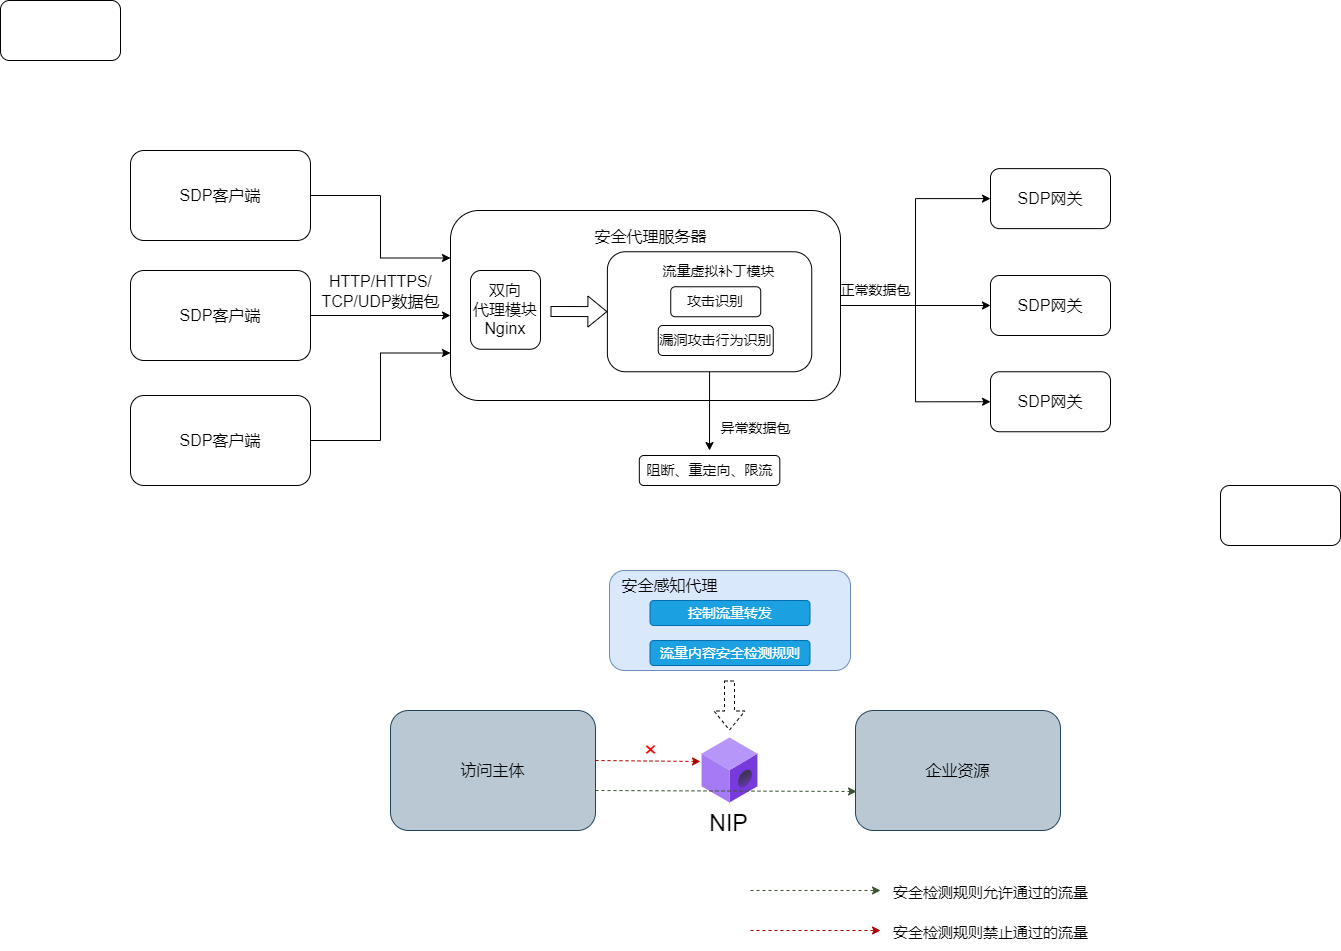 SDP客户端
SDP客户端
SDP客户端
HTTP/HTTPS/
TCP/UDP数据包
安全代理服务器
双向
代理模块
Nginx
流量虚拟补丁模块
攻击识别
漏洞攻击行为识别
异常数据包
阻断、重定向、限流
正常数据包
SDP网关
SDP网关
SDP网关
安全感知代理
控制流量转发
流量内容安全检测规则
访问主体
NIP
企业资源
安全检测规则允许通过的流量
安全检测规则禁止通过的流量